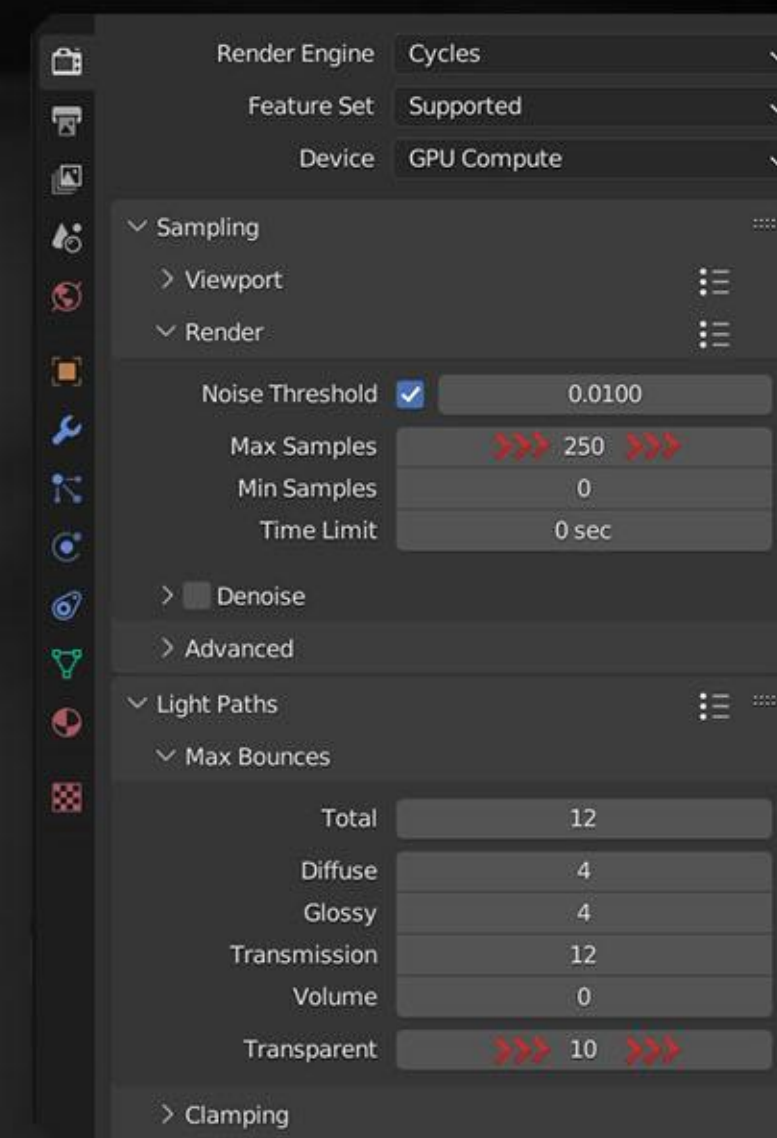 Render Engine Cycles
Feature Set Supported
Device GPU Compute
Sampling
Viewport
Render
Noise Threshold 0.0100
Max Samples >>> 250 >>>
Min Samples 0
Time Limit 0 sec
Denoise
Advanced
Light Paths
Max Bounces
Total 12
Diffuse 4
Glossy 4
Transmission 12
Volume 0
Transparent >>> 10 >>>
Clamping